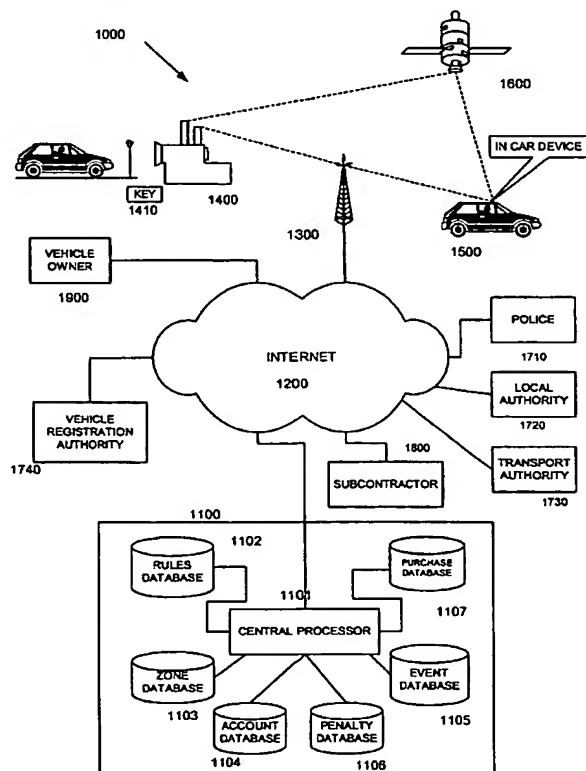 1000
1600
IN CAR DEVICE
KEY
1410
1400
1300
1500
VEHICLE
OWNER
1900
POLICE
1710
INTERNET
1200
LOCAL
AUTHORITY
1720
VEHICLE
REGISTRATION
AUTHORITY
1740
1800
SUBCONTRACTOR
TRANSPORT
AUTHORITY
1730
1100
1102
RULES
DATABASE
1101
PURCHASE
DATABASE
1107
CENTRAL PROCESSOR
ZONE
DATABASE
1103
EVENT
DATABASE
1105
ACCOUNT
DATABASE
1104
PENALTY
DATABASE
1106